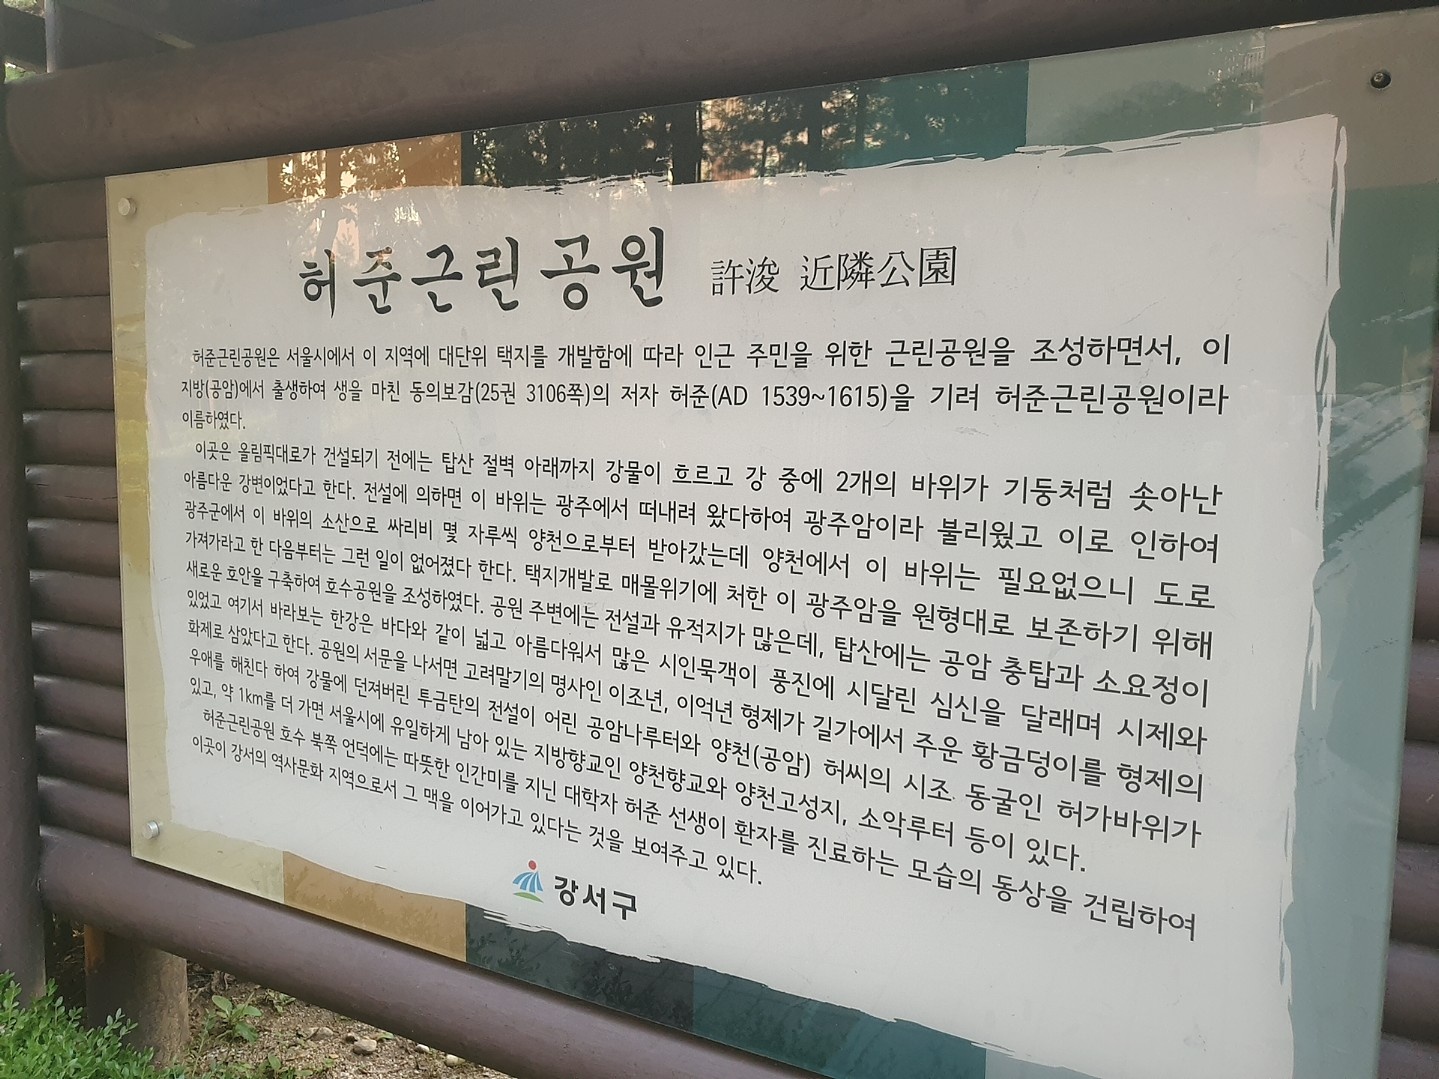 허준근린공원 許浚 近隣公園
허준근린공원은 서울시에서 이 지역에 대단위 택지를 개발함에 따라 인근 주민을 위한 근린공원을 조성하면서, 이
지방(공암)에서 출생하여 생을 마친 동의보감(25권 3106쪽)의 저자 허준(AD 1539~1615)을 기려 허준근린공원이라
이름하였다.
이곳은 올림픽대로가 건설되기 전에는 탑산 절벽 아래까지 강물이 흐르고 강 중에 2개의 바위가 기둥처럼 솟아난
아름다운 강변이었다고 한다. 전설에 의하면 이 바위는 광주에서 떠내려 왔다하여 광주암이라 불리웠고 이로 인하여
광주군에서 이 바위의 소산으로 싸리비 몇 자루씩 양천으로부터 받아갔는데 양천에서 이 바위는 필요없으니 도로
가져가라고 한 다음부터는 그런 일이 없어졌다 한다. 택지개발로 매몰위기에 처한 이 광주암을 원형대로 보존하기 위해
새로운 호안을 구축하여 호수공원을 조성하였다. 공원 주변에는 전설과 유적지가 많은데, 탑산에는 공암 층탑과 소요정이
있었고 여기서 바라보는 한강은 바다와 같이 넓고 아름다워서 많은 시인묵객이 풍진에 시달린 심신을 달래며 시제와
화제로 삼았다고 한다. 공원의 서문을 나서면 고려말기의 명사인 이조년, 이억년 형제가 길가에서 주운 황금덩이를 형제의
우애를 해친다 하여 강물에 던져버린 투금탄의 전설이 어린 공암나루터와 양천(공암) 허씨의 시조 동굴인 허가바위가
있고, 약 1km를 더 가면 서울시에 유일하게 남아 있는 지방향교인 양천향교와 양천고성지, 소악루터 등이 있다.
허준근린공원 호수 북쪽 언덕에는 따뜻한 인간미를 지닌 대학자 허준 선생이 환자를 진료하는 모습의 동상을 건립하여
이곳이 강서의 역사문화 지역으로서 그 맥을 이어가고 있다는 것을 보여주고 있다.
강서구